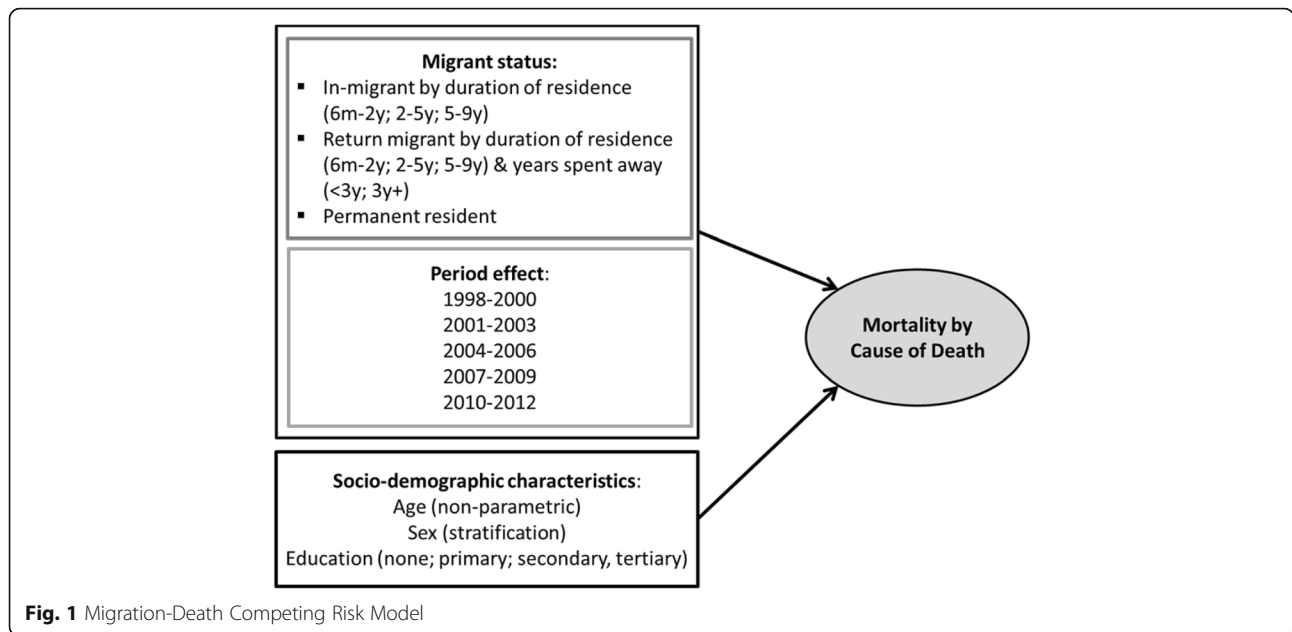 Migrant status:
▪ In-migrant by duration of residence
(6m-2y; 2-5y; 5-9y)
▪ Return migrant by duration of residence
(6m-2y; 2-5y; 5-9y) & years spent away
(<3y; 3y+)
▪ Permanent resident
Period effect:
1998-2000
2001-2003
2004-2006
2007-2009
2010-2012
Mortality by
Cause of Death
Socio-demographic characteristics:
Age (non-parametric)
Sex (stratification)
Education (none; primary; secondary, tertiary)
Fig. 1 Migration-Death Competing Risk Model